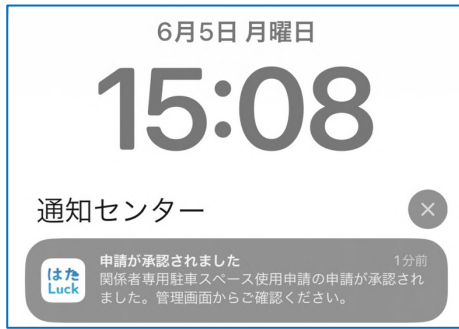 6月5日 月曜日
15:08
通知センター
はた
Luck
申請が承認されました 1分前
関係者専用駐車スペース使用申請の申請が承認され
ました。管理画面からご確認ください。